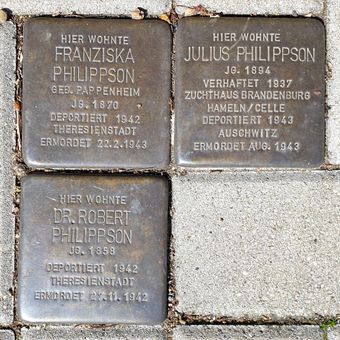 HIER WOHNTE
FRANZISKA
PHILIPPSON
GEB. PAPPENHEIM
JG. 1870
DEPORTIERT 1942
THERESIENSTADT
ERMORDET 22.2.1943
HIER WOHNTE
JULIUS PHILIPPSON
JG. 1894
VERHAFTET 1937
ZUCHTHAUS BRANDENBURG
HAMELN/CELLE
DEPORTIERT 1943
AUSCHWITZ
ERMORDET AUG. 1943
HIER WOHNTE
DR. ROBERT
PHILIPPSON
JG. 1858
DEPORTIERT 1942
THERESIENSTADT
ERMORDET 27.11.1942